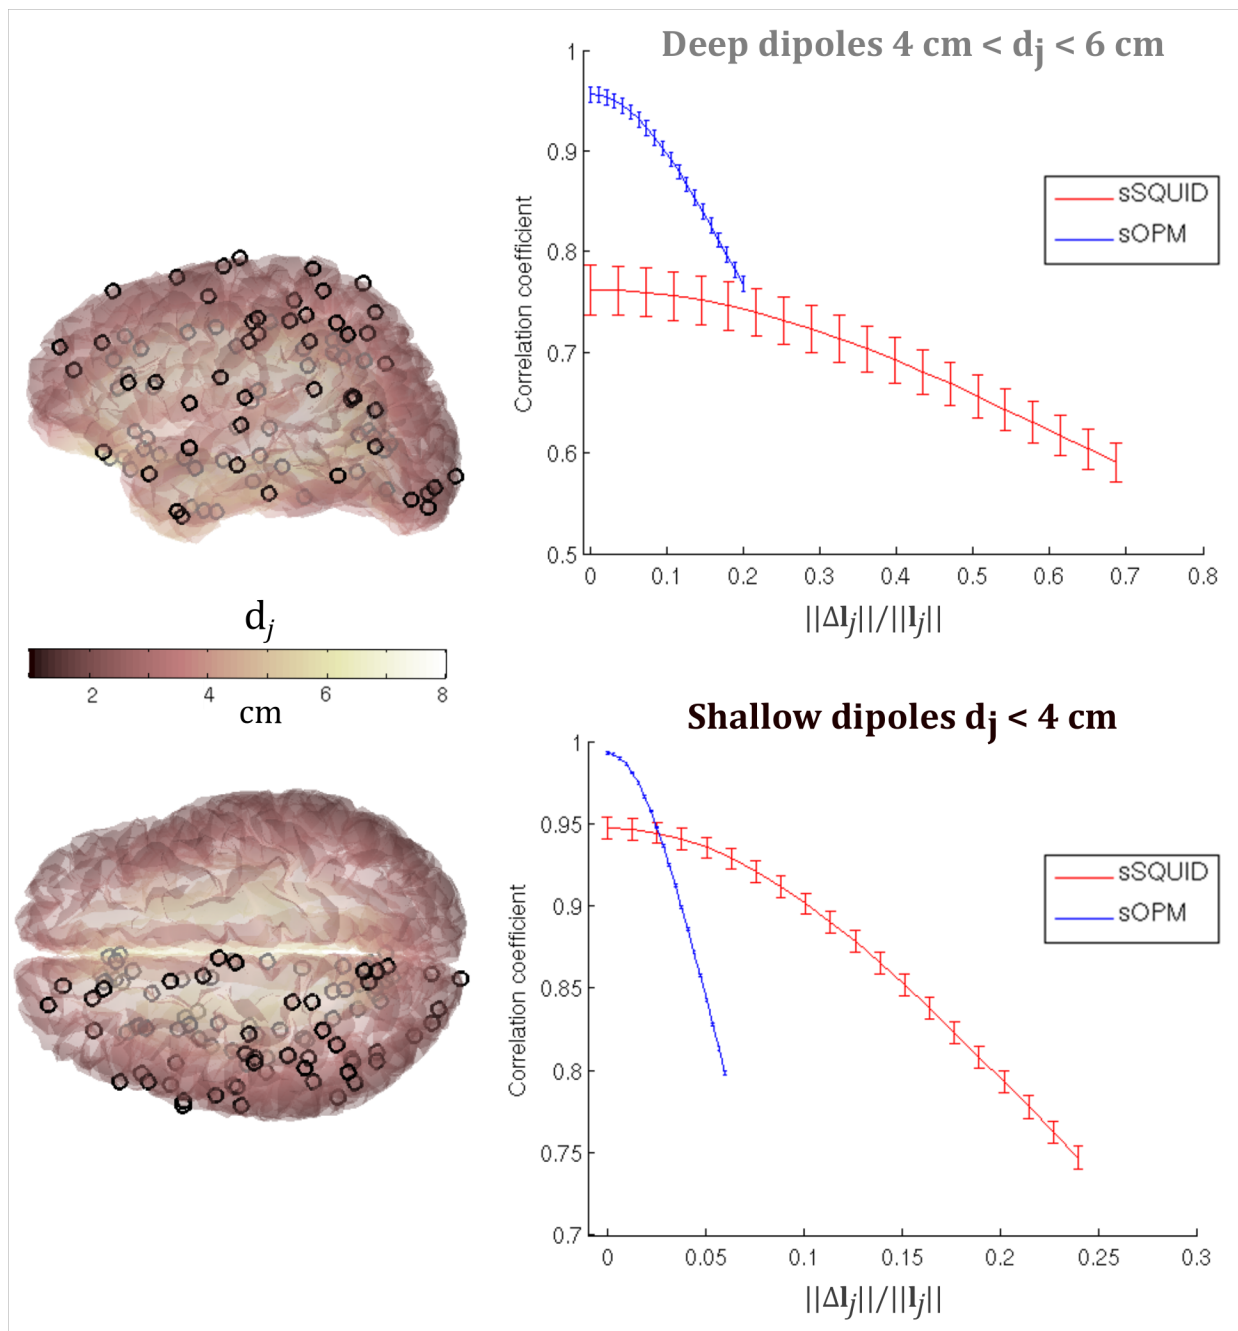 Deep dipoles 4 cm < dj < 6 cm
1
0.9
0.8
0.7
0.6
0.5
Correlation coefficient
sSQUID
sOPM
0 0.1 0.2 0.3 0.4 0.5 0.6 0.7 0.8
||Δlj||/||lj||
dj
2 4 6 8
cm
Shallow dipoles dj < 4 cm
1
0.95
0.9
0.85
0.8
0.75
0.7
Correlation coefficient
sSQUID
sOPM
0 0.05 0.1 0.15 0.2 0.25 0.3
||Δlj||/||lj||